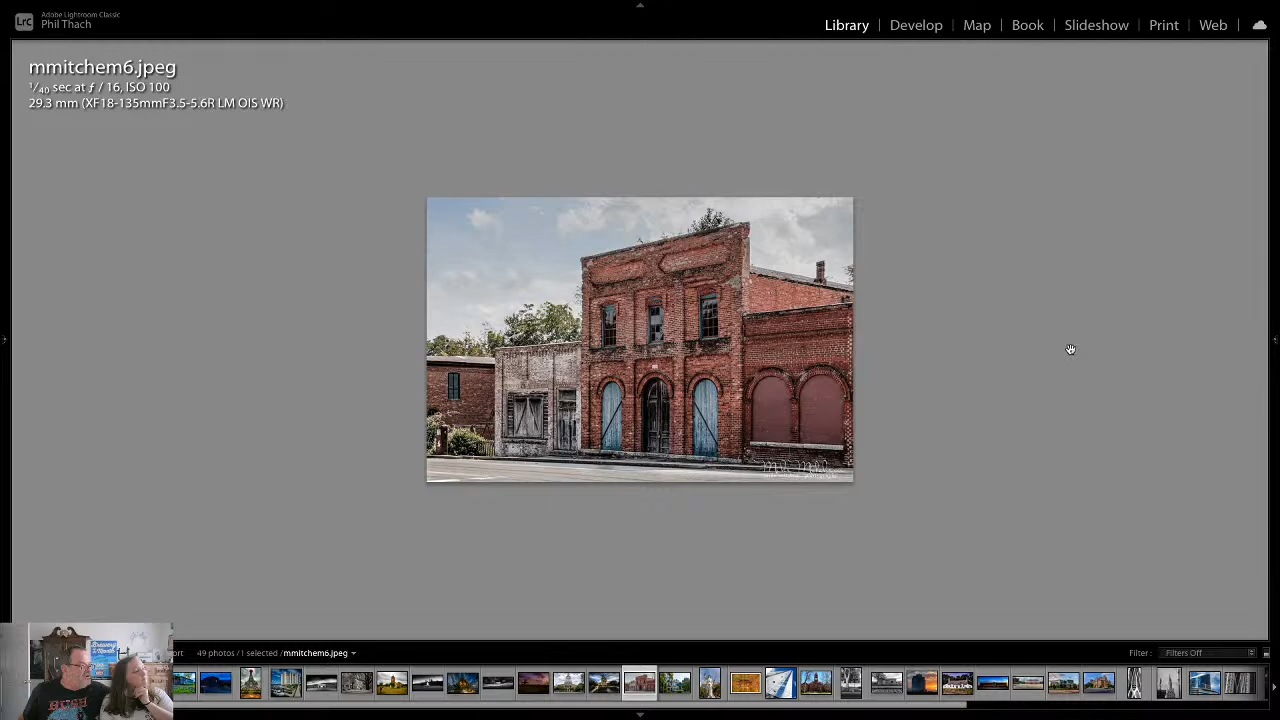 Lrc
Adobe Lightroom Classic
Phil Thach
Library
Develop
Map
Book
Slideshow
Print
Web
mmitchem6.jpeg
1/40 sec at ƒ / 16, ISO 100
29.3 mm (XF18-135mmF3.5-5.6R LM OIS WR)
49 photos / 1 selected / mmitchem6.jpeg
Filter :
Filters Off